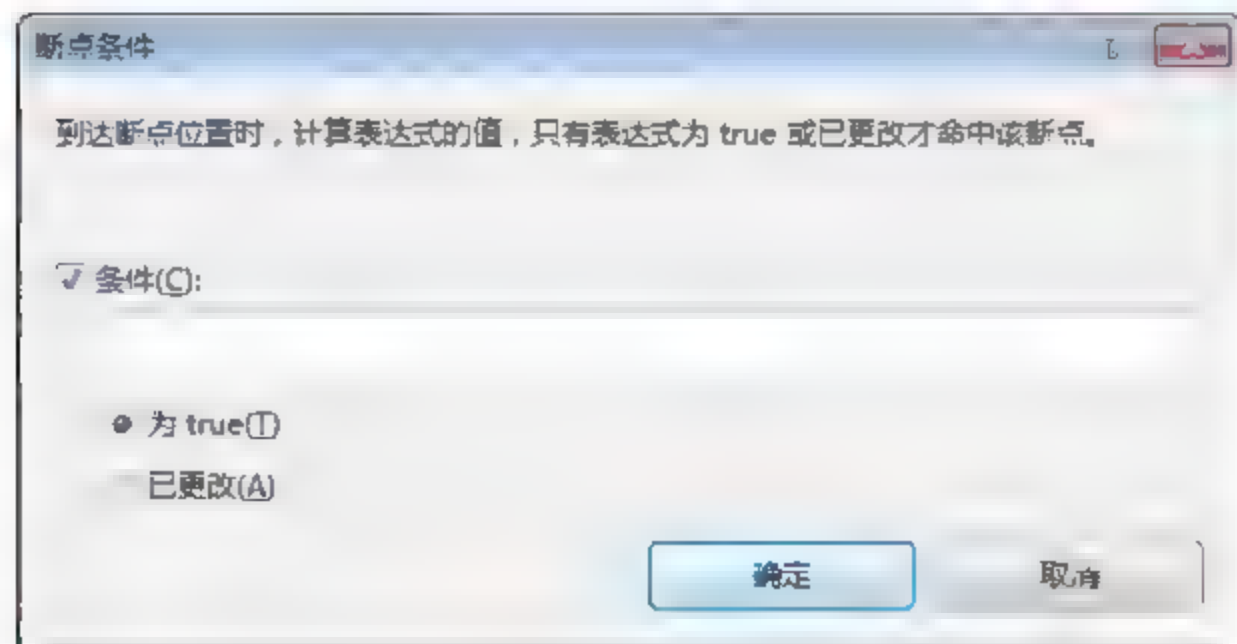 断点条件
到达断点位置时，计算表达式的值，只有表达式为 true 或已更改才命中该断点。
条件(C):
为 true(T)
已更改(A)
确定
取消